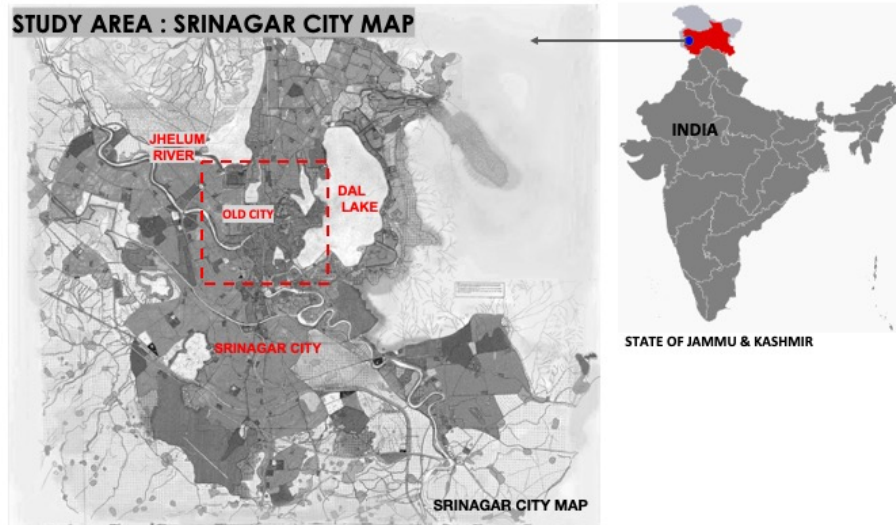 STUDY AREA : SRINAGAR CITY MAP
JHELUM
RIVER
OLD CITY
DAL
LAKE
SRINAGAR CITY
SRINAGAR CITY MAP
INDIA
STATE OF JAMMU & KASHMIR